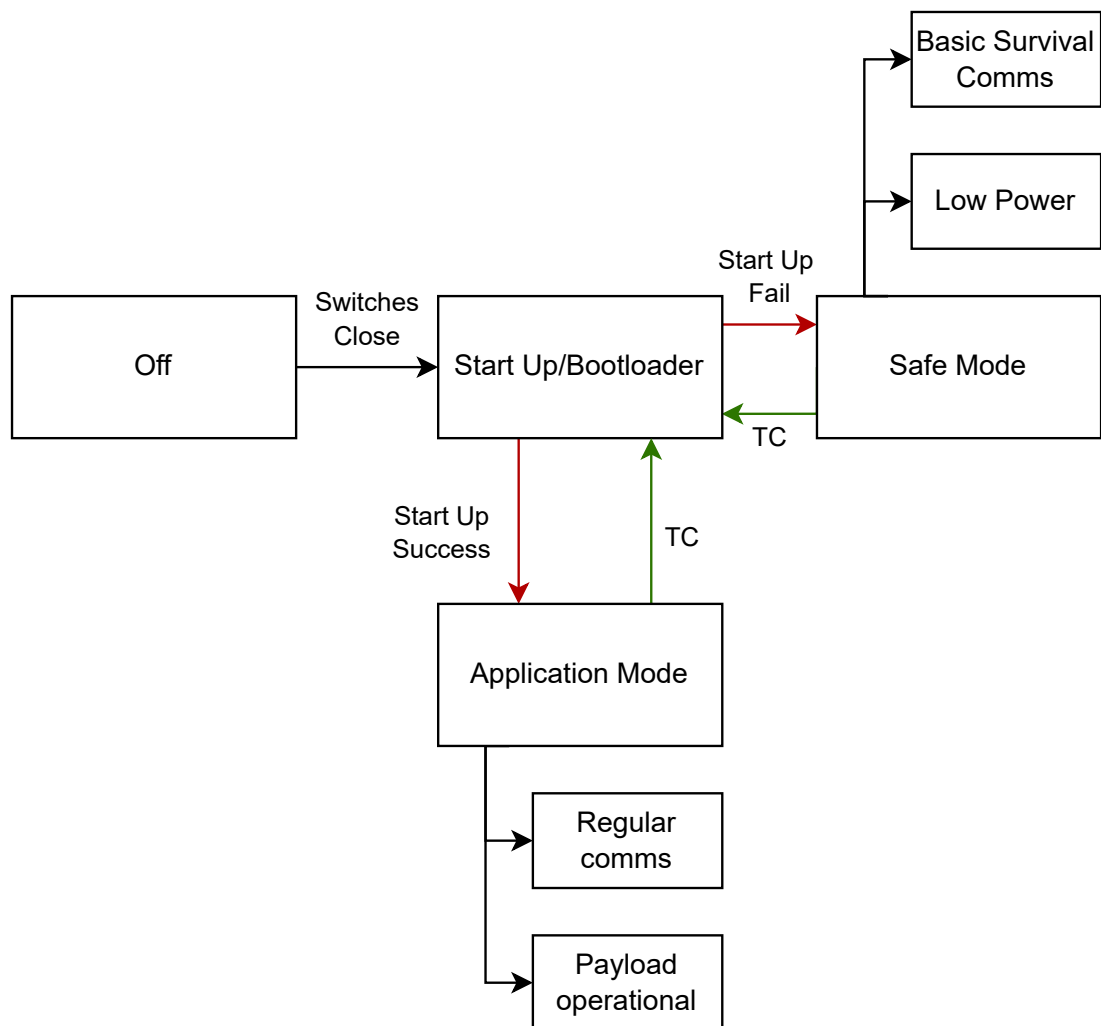 Basic Survival
Comms
Low Power
Start Up
Fail
Switches
Close
Off
Start Up/Bootloader
Safe Mode
TC
Start Up
Success
TC
Application Mode
Regular
comms
Payload
operational